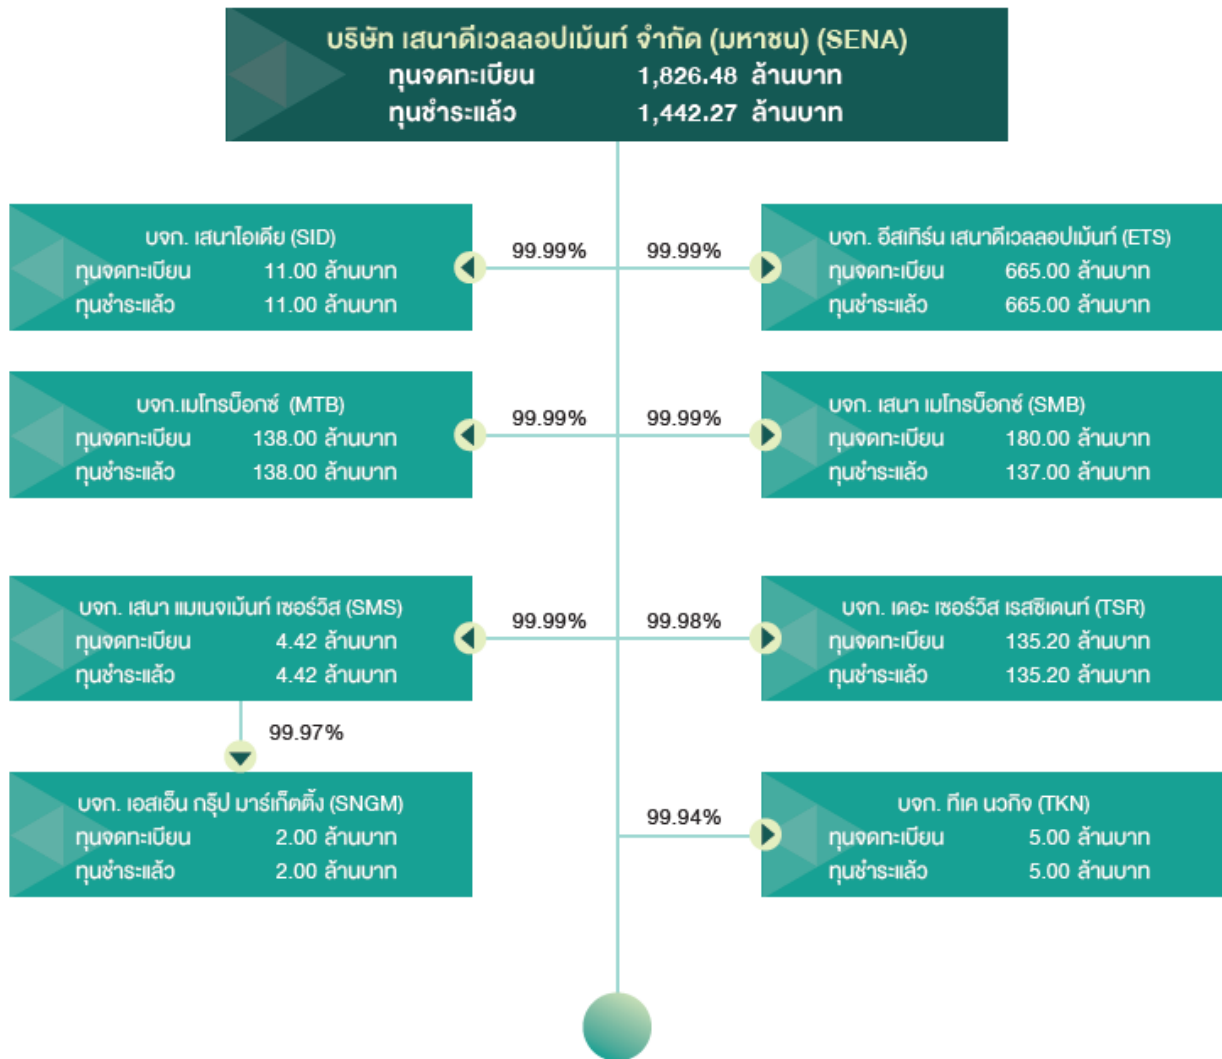 บริษัท เสนาดีเวลลอปเม้นท์ จำกัด (มหาชน) (SENA)
ทุนจดทะเบียน 1,826.48 ล้านบาท
ทุนชำระแล้ว 1,442.27 ล้านบาท
บจก. เสนาไอเดีย (SID)
ทุนจดทะเบียน 11.00 ล้านบาท
ทุนชำระแล้ว 11.00 ล้านบาท
99.99%
99.99%
บจก. อีสเทิร์น เสนาดีเวลลอปเม้นท์ (ETS)
ทุนจดทะเบียน 665.00 ล้านบาท
ทุนชำระแล้ว 665.00 ล้านบาท
บจก.เมโทรบ็อกซ์ (MTB)
ทุนจดทะเบียน 138.00 ล้านบาท
ทุนชำระแล้ว 138.00 ล้านบาท
99.99%
99.99%
บจก. เสนา เมโทรบ็อกซ์ (SMB)
ทุนจดทะเบียน 180.00 ล้านบาท
ทุนชำระแล้ว 137.00 ล้านบาท
บจก. เสนา แมเนจเม้นท์ เซอร์วิส (SMS)
ทุนจดทะเบียน 4.42 ล้านบาท
ทุนชำระแล้ว 4.42 ล้านบาท
99.99%
99.98%
บจก. เดอะ เซอร์วิส เรสซิเดนท์ (TSR)
ทุนจดทะเบียน 135.20 ล้านบาท
ทุนชำระแล้ว 135.20 ล้านบาท
99.97%
บจก. เอสเอ็น กรุ๊ป มาร์เก็ตติ้ง (SNGM)
ทุนจดทะเบียน 2.00 ล้านบาท
ทุนชำระแล้ว 2.00 ล้านบาท
99.94%
บจก. ทีเค นวกิจ (TKN)
ทุนจดทะเบียน 5.00 ล้านบาท
ทุนชำระแล้ว 5.00 ล้านบาท